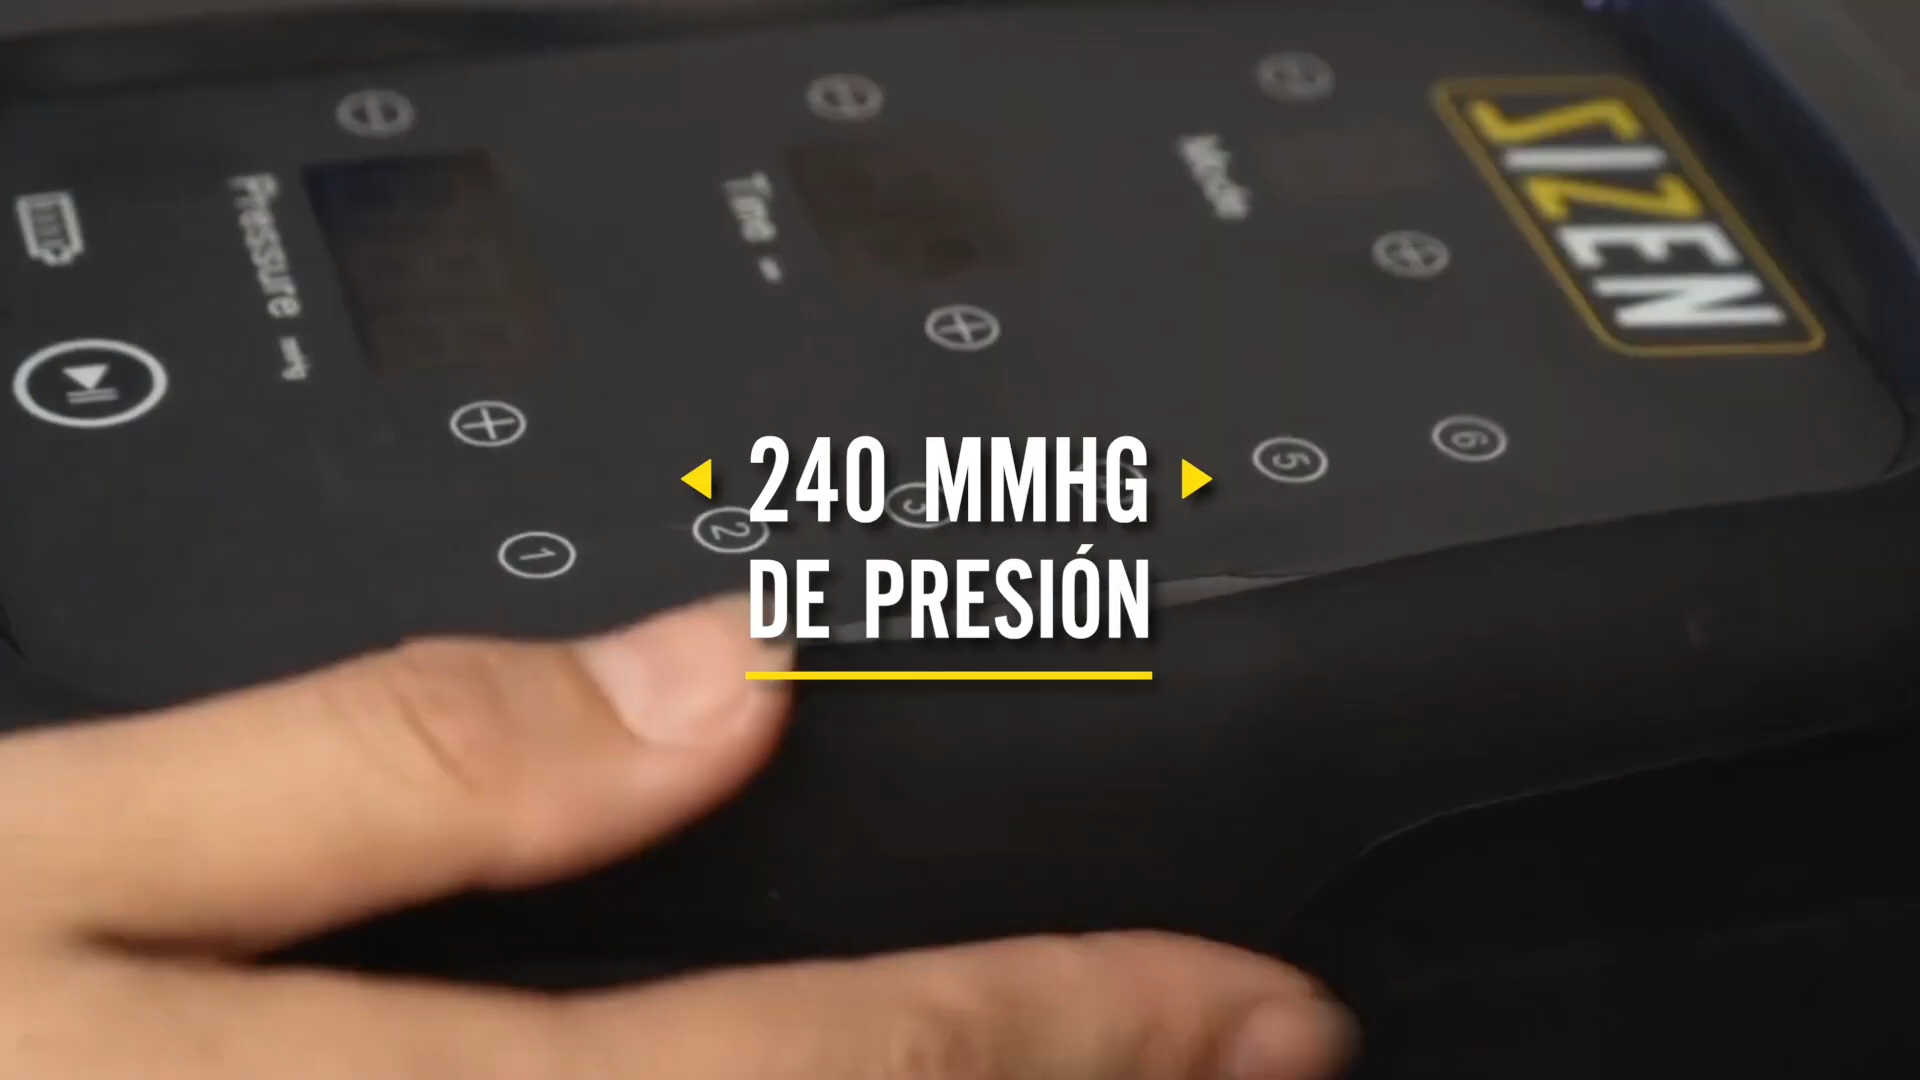 Pressure
Time
Mode
SIZEN
240 MMHG
DE PRESIÓN
1
2
3
5
6